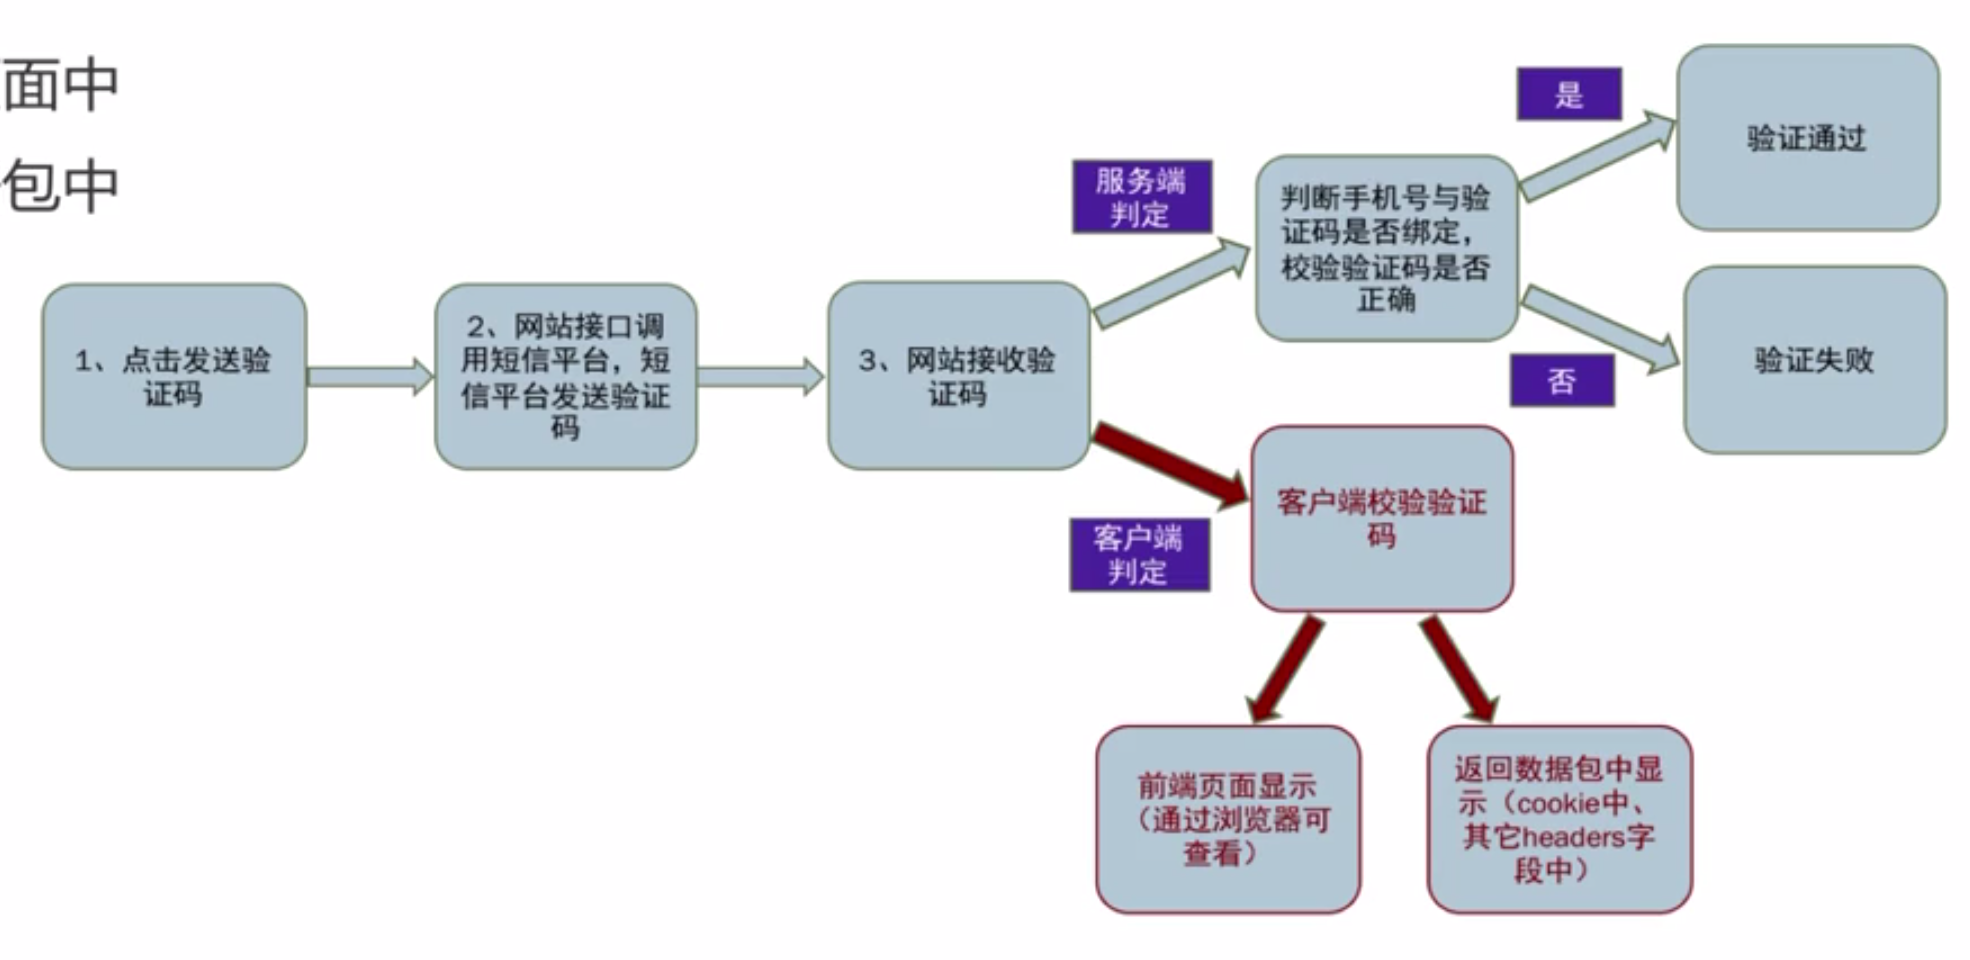 面中
包中
1、点击发送验
证码
2、网站接口调
用短信平台，短
信平台发送验证
码
3、网站接收验
证码
服务端
判定
判断手机号与验
证码是否绑定，
校验验证码是否
正确
是
验证通过
否
验证失败
客户端
判定
客户端校验验证
码
前端页面显示
（通过浏览器可
查看）
返回数据包中显
示（cookie中、
其它headers字
段中）